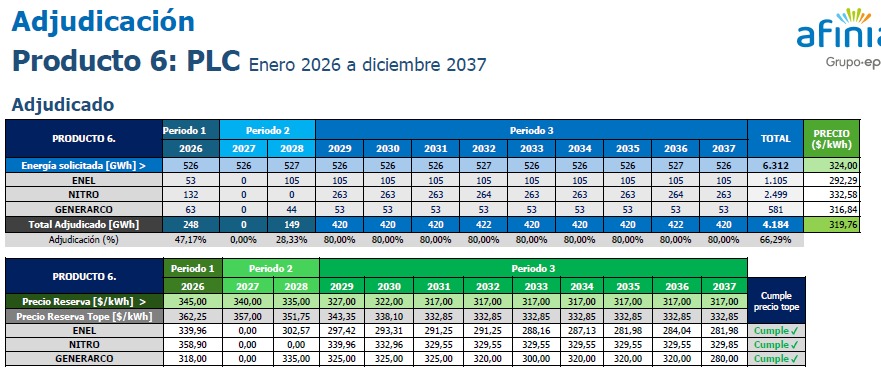 Adjudicación
afinia
Grupo·epm
Producto 6: PLC Enero 2026 a diciembre 2037
Adjudicado
PRODUCTO 6. Periodo 1 Periodo 2 Periodo 3 TOTAL PRECIO ($/kWh)
2026 2027 2028 2029 2030 2031 2032 2033 2034 2035 2036 2037
Energía solicitada [GWh] > 526 526 527 526 526 526 527 526 526 526 527 526 6.312 324,00
ENEL 53 0 105 105 105 105 105 105 105 105 105 105 1.105 292,29
NITRO 132 0 0 263 263 263 264 263 263 263 264 263 2.499 332,58
GENERARCO 63 0 44 53 53 53 53 53 53 53 53 53 581 316,84
Total Adjudicado [GWh] 248 0 149 420 420 420 422 420 420 420 422 420 4.184 319,76
Adjudicación (%) 47,17% 0,00% 28,33% 80,00% 80,00% 80,00% 80,00% 80,00% 80,00% 80,00% 80,00% 80,00% 66,29%
PRODUCTO 6. Periodo 1 Periodo 2 Periodo 3 Cumple precio tope
2026 2027 2028 2029 2030 2031 2032 2033 2034 2035 2036 2037
Precio Reserva [$/kWh] > 345,00 340,00 335,00 327,00 322,00 317,00 317,00 317,00 317,00 317,00 317,00 317,00
Precio Reserva Tope [$/kWh] 362,25 357,00 351,75 343,35 338,10 332,85 332,85 332,85 332,85 332,85 332,85 332,85
ENEL 339,96 0,00 302,57 297,42 293,31 291,25 291,25 288,16 287,13 281,98 284,04 281,98 Cumple ✓
NITRO 358,90 0,00 0,00 339,96 332,96 329,55 329,55 329,55 329,55 329,55 329,55 329,85 Cumple ✓
GENERARCO 318,00 0,00 335,00 325,00 325,00 325,00 320,00 300,00 320,00 320,00 320,00 280,00 Cumple ✓